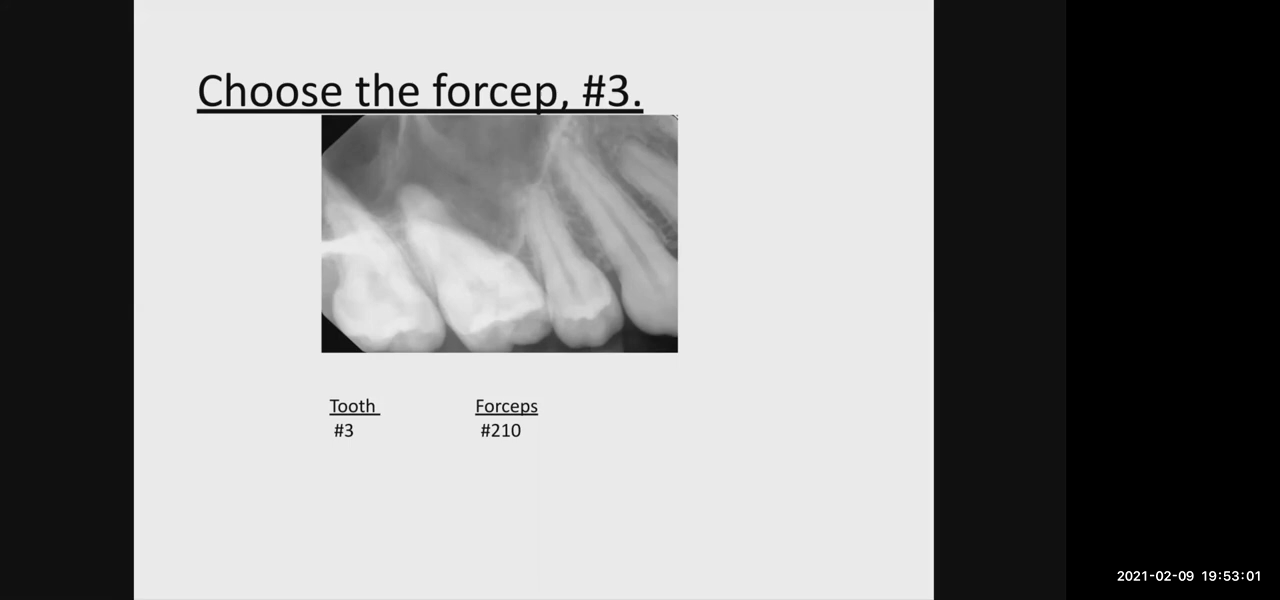 Choose the forcep, #3.
Tooth Forceps
#3 #210
2021-02-09 19:53:01